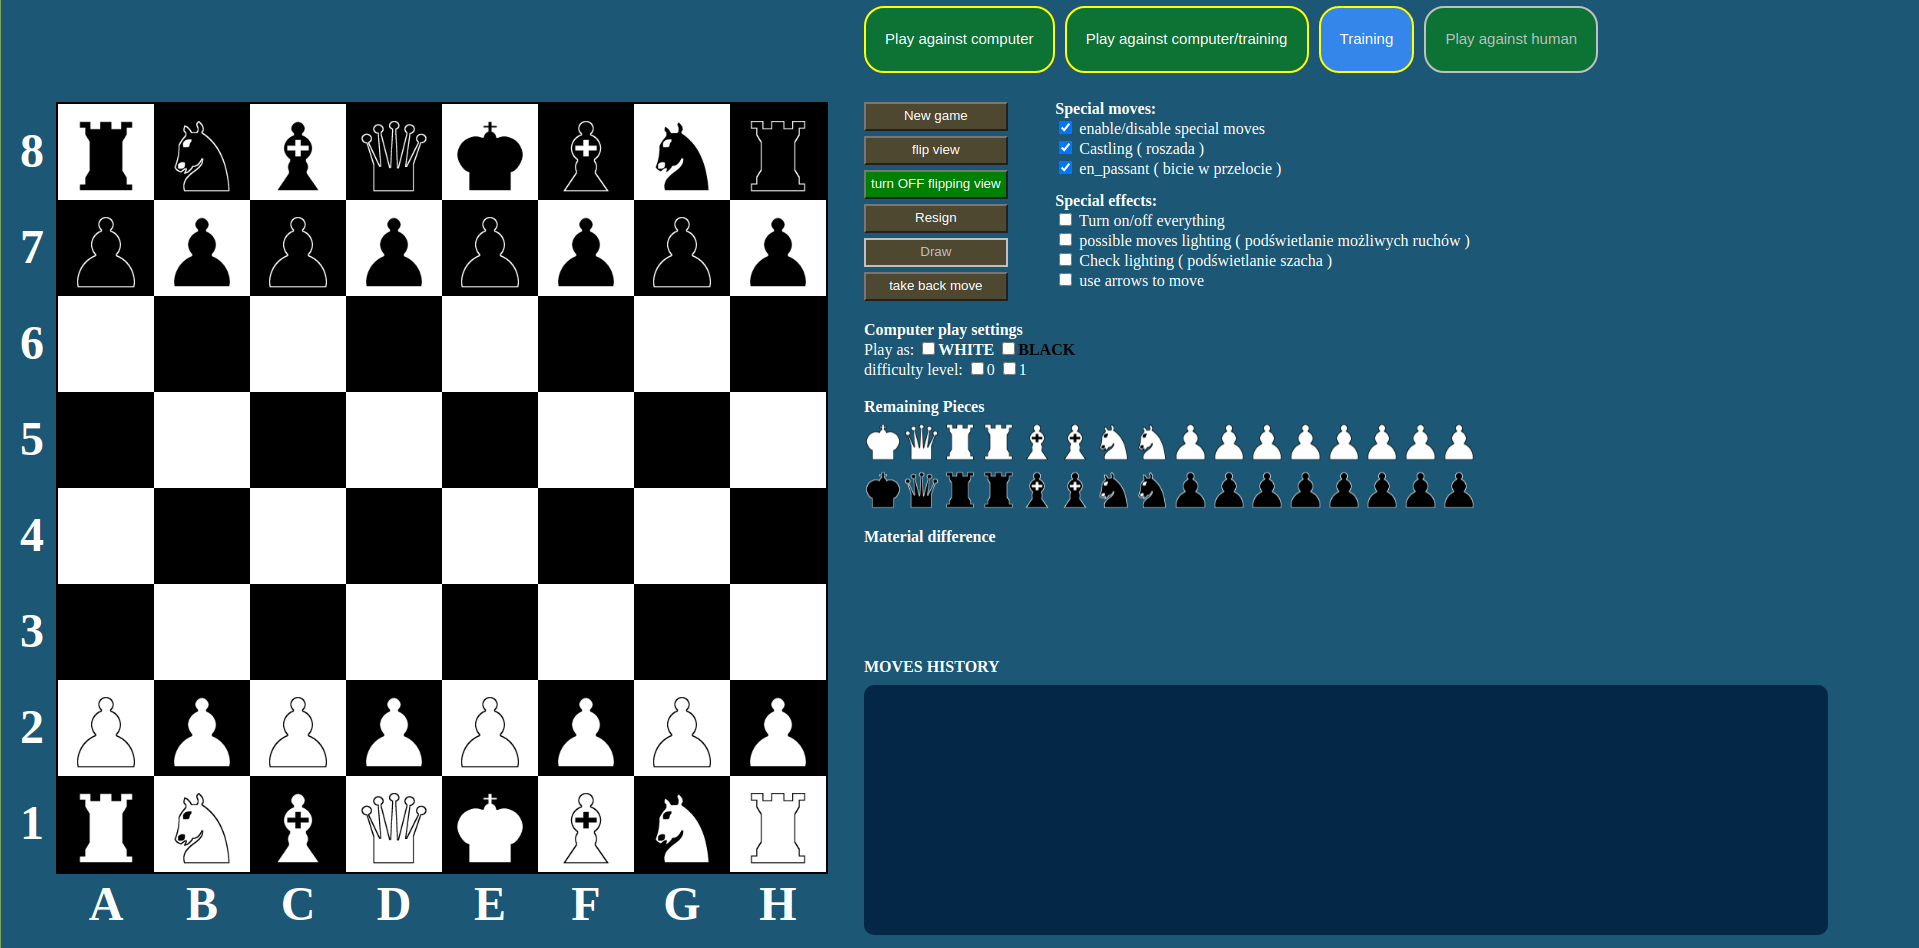 Play against computer
Play against computer/training
Training
Play against human
8
7
6
5
4
3
2
1
A B C D E F G H
New game
flip view
turn OFF flipping view
Resign
Draw
take back move
Special moves:
enable/disable special moves
Castling ( roszada )
en_passant ( bicie w przelocie )
Special effects:
Turn on/off everything
possible moves lighting ( podświetlanie możliwych ruchów )
Check lighting ( podświetlanie szacha )
use arrows to move
Computer play settings
Play as: WHITE BLACK
difficulty level: 0 1
Remaining Pieces
Material difference
MOVES HISTORY